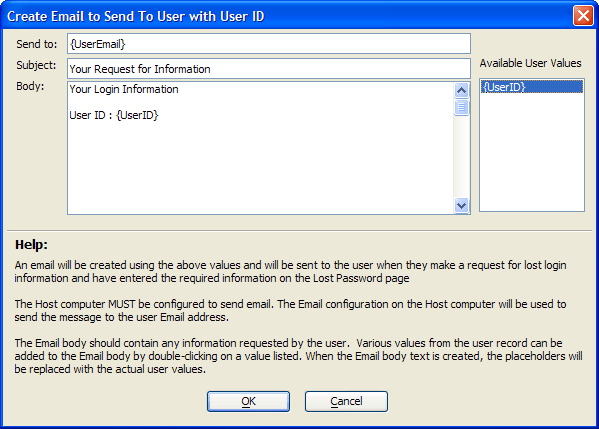 Create Email to Send To User with User ID
Send to: {UserEmail}
Subject: Your Request for Information
Available User Values
Body: Your Login Information
{UserID}
User ID : {UserID}
Help:
An email will be created using the above values and will be sent to the user when they make a request for lost login
information and have entered the required information on the Lost Password page
The Host computer MUST be configured to send email. The Email configuration on the Host computer will be used to
send the message to the user Email address.
The Email body should contain any information requested by the user.  Various values from the user record can be
added to the Email body by double-clicking on a value listed. When the Email body text is created, the placeholders will
be replaced with the actual user values.
OK Cancel